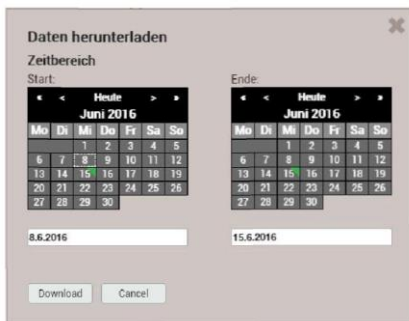 Daten herunterladen
Zeitbereich
Start:
« < Heute > »
Juni 2016
Mo Di Mi Do Fr Sa So
1 2 3 4 5
6 7 8 9 10 11 12
13 14 15 16 17 18 19
20 21 22 23 24 25 26
27 28 29 30
8.6.2016
Ende:
« < Heute > »
Juni 2016
Mo Di Mi Do Fr Sa So
1 2 3 4 5
6 7 8 9 10 11 12
13 14 15 16 17 18 19
20 21 22 23 24 25 26
27 28 29 30
15.6.2016
Download
Cancel